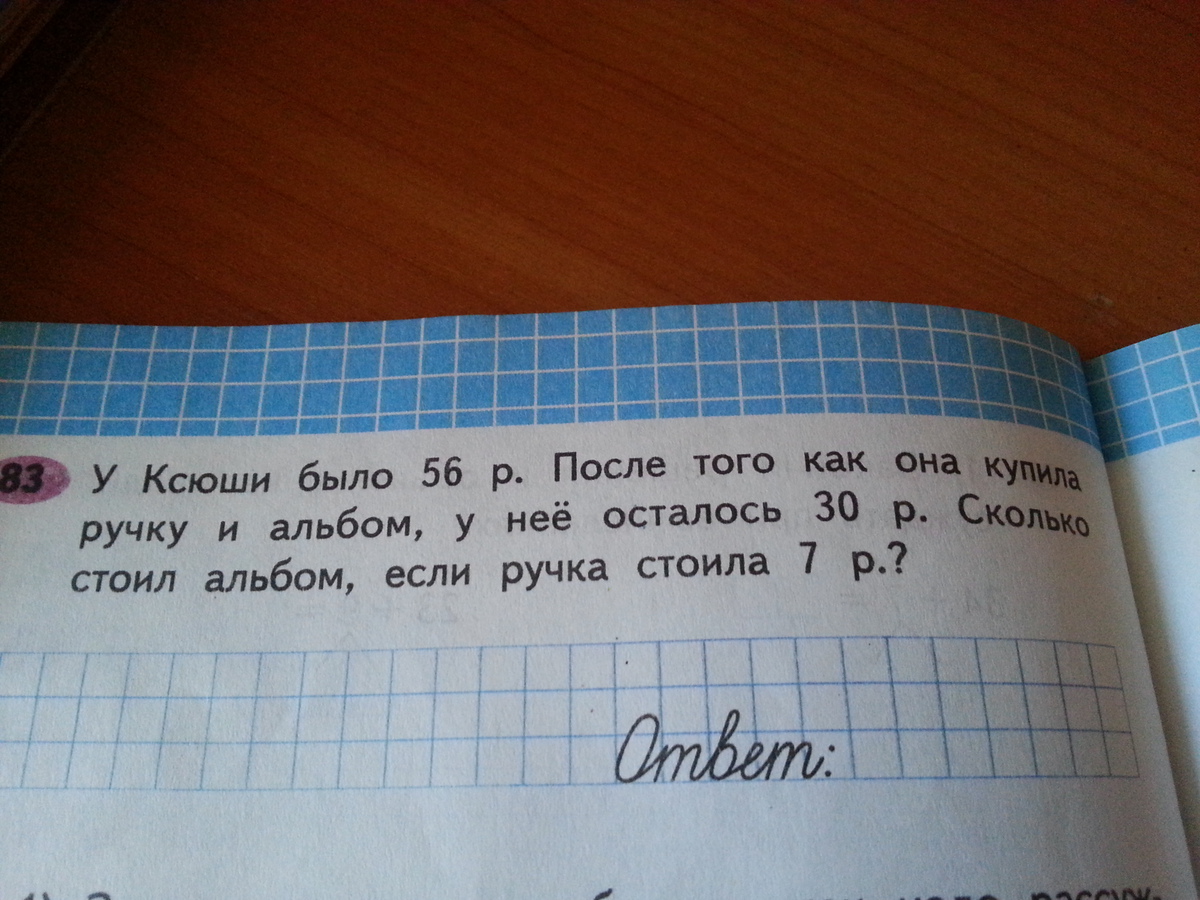 83 У Ксюши было 56 р. После того как она купила
ручку и альбом, у неё осталось 30 р. Сколько
стоил альбом, если ручка стоила 7 р.?
Ответ: